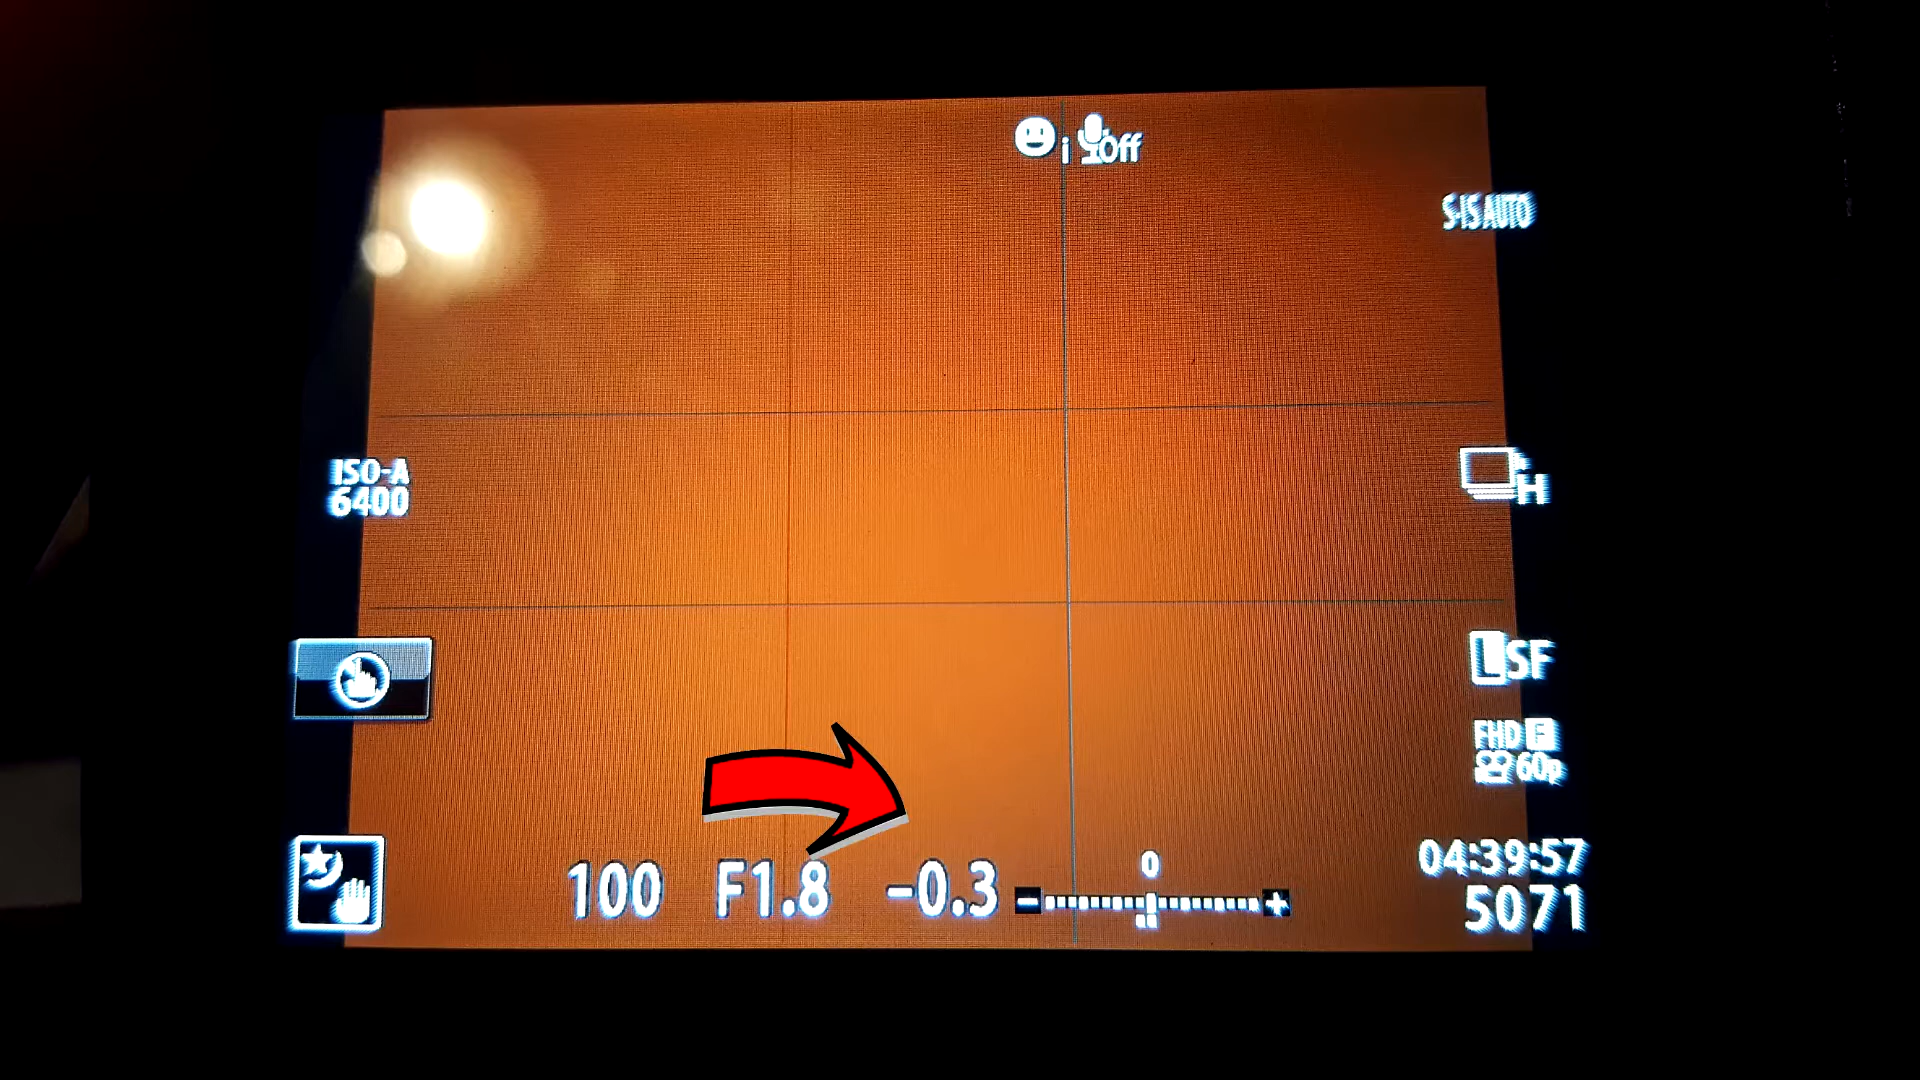 i Off
S-IS AUTO
ISO-A
6400
H
L SF
FHD F
60p
04:39:57
100 F1.8 -0.3 0
5071